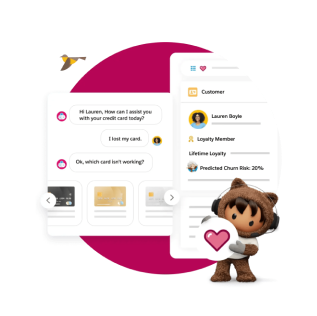 Hi Lauren, How can I assist you
with your credit card today?
I lost my card.
Ok, which card isn't working?
Customer
Lauren Boyle
Loyalty Member
Lifetime Loyalty
Predicted Churn Risk: 20%